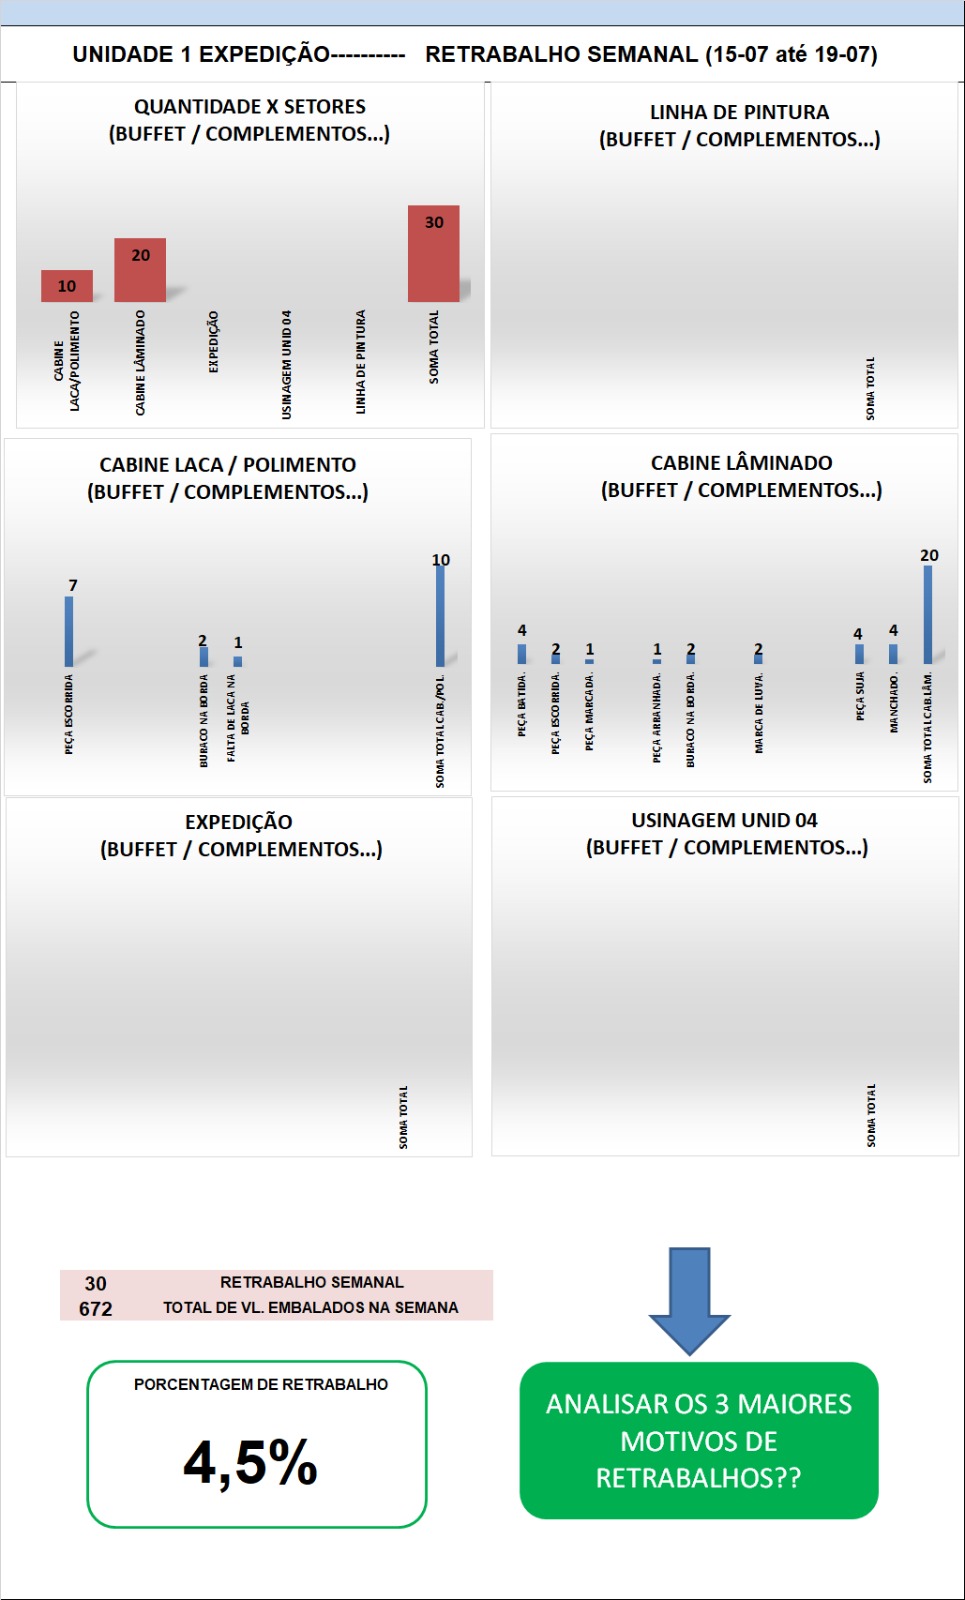 UNIDADE 1 EXPEDIÇÃO---------- RETRABALHO SEMANAL (15-07 até 19-07)
QUANTIDADE X SETORES
(BUFFET / COMPLEMENTOS...)
10
20
30
CABINE
LACA/POLIMENTO
CABINE LÂMINADO
EXPEDIÇÃO
USINAGEM UNID 04
LINHA DE PINTURA
SOMA TOTAL
LINHA DE PINTURA
(BUFFET / COMPLEMENTOS...)
SOMA TOTAL
CABINE LACA / POLIMENTO
(BUFFET / COMPLEMENTOS...)
7
2
1
10
PEÇA ESCORRIDA
BURACO NA BORDA
FALTA DE LACA NA
BORDA
SOMA TOTAL CAB./POL.
CABINE LÂMINADO
(BUFFET / COMPLEMENTOS...)
4
2
1
1
2
2
4
4
20
PEÇA BATIDA.
PEÇA ESCORRIDA.
PEÇA MARCADA.
PEÇA ARRANHADA.
BURACO NA BORDA.
MARCA DE LUVA.
PEÇA SUJA
MANCHADO.
SOMA TOTAL CAB.LÂM.
EXPEDIÇÃO
(BUFFET / COMPLEMENTOS...)
SOMA TOTAL
USINAGEM UNID 04
(BUFFET / COMPLEMENTOS...)
SOMA TOTAL
30 RETRABALHO SEMANAL
672 TOTAL DE VL. EMBALADOS NA SEMANA
PORCENTAGEM DE RETRABALHO
4,5%
ANALISAR OS 3 MAIORES
MOTIVOS DE
RETRABALHOS??